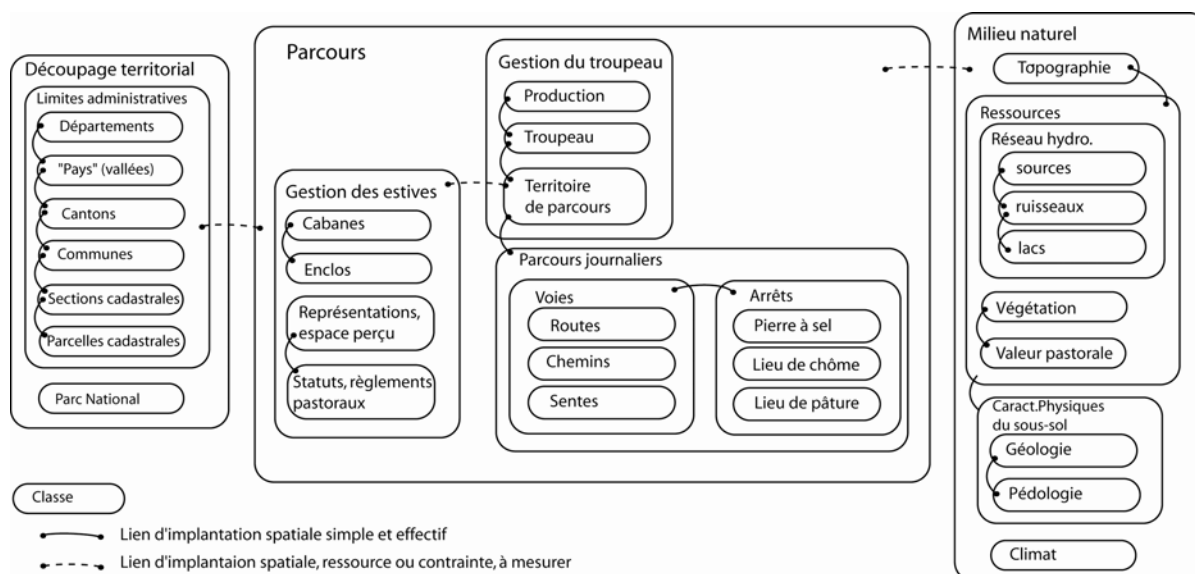 Découpage territorial
Limites administratives
Départements
"Pays" (vallées)
Cantons
Communes
Sections cadastrales
Parcelles cadastrales
Parc National
Parcours
Gestion des estives
Cabanes
Enclos
Représentations,
espace perçu
Statuts, règlements
pastoraux
Gestion du troupeau
Production
Troupeau
Territoire
de parcours
Parcours journaliers
Voies
Routes
Chemins
Sentes
Arrêts
Pierre à sel
Lieu de chôme
Lieu de pâture
Milieu naturel
Topographie
Ressources
Réseau hydro.
sources
ruisseaux
lacs
Végétation
Valeur pastorale
Caract.Physiques
du sous-sol
Géologie
Pédologie
Climat
Classe
Lien d'implantation spatiale simple et effectif
Lien d'implantaion spatiale, ressource ou contrainte, à mesurer